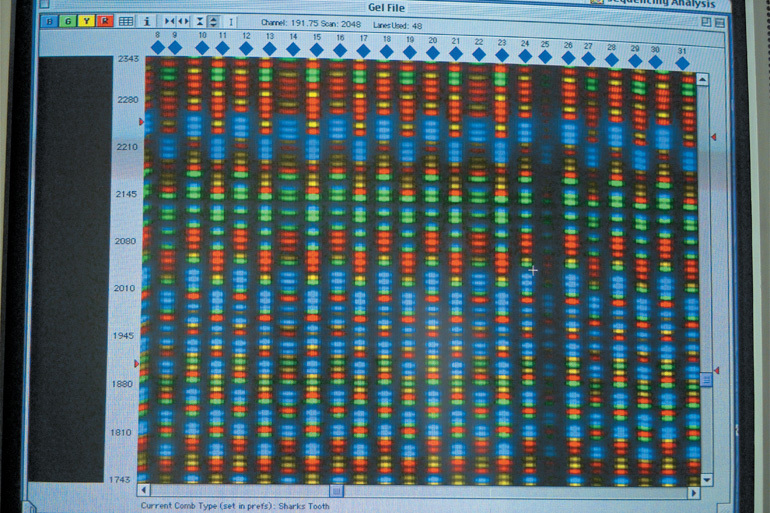 Sequencing Analysis
Gel File
B G Y R i Channel: 191.75 Scan: 2048 Lanes Used: 48
8 9 10 11 12 13 14 15 16 17 18 19 20 21 22 23 24 25 26 27 28 29 30 31
2343
2280
2210
2145
2080
2010
1945
1880
1810
1743
Current Comb Type (set in prefs): Sharks Tooth